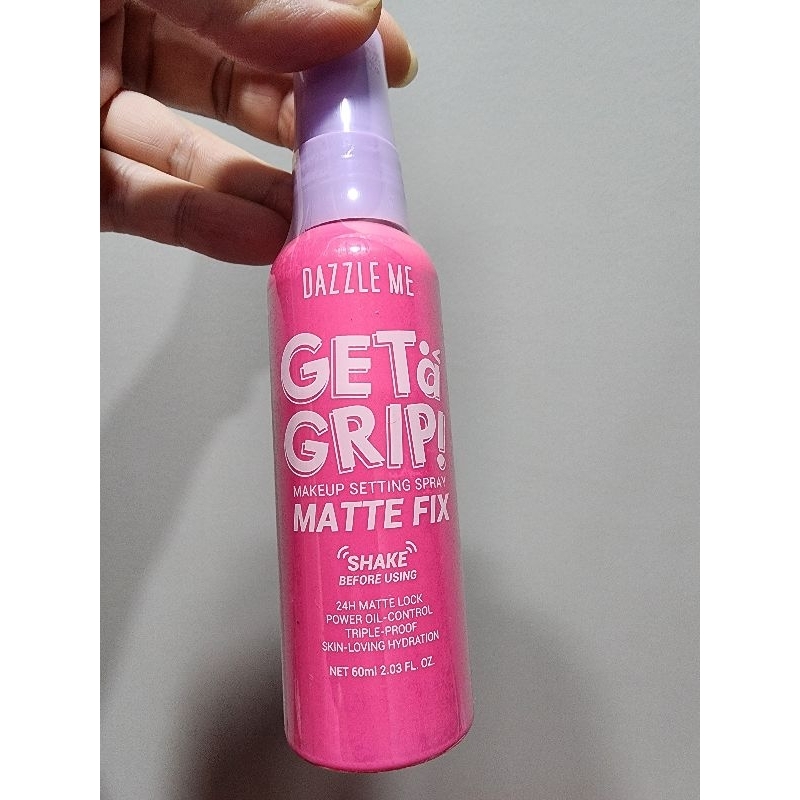 DAZZLE ME
GET a
GRIP!
MAKEUP SETTING SPRAY
MATTE FIX
SHAKE
BEFORE USING
24H MATTE LOCK
POWER OIL-CONTROL
TRIPLE-PROOF
SKIN-LOVING HYDRATION
NET 60ml 2.03 FL. OZ.